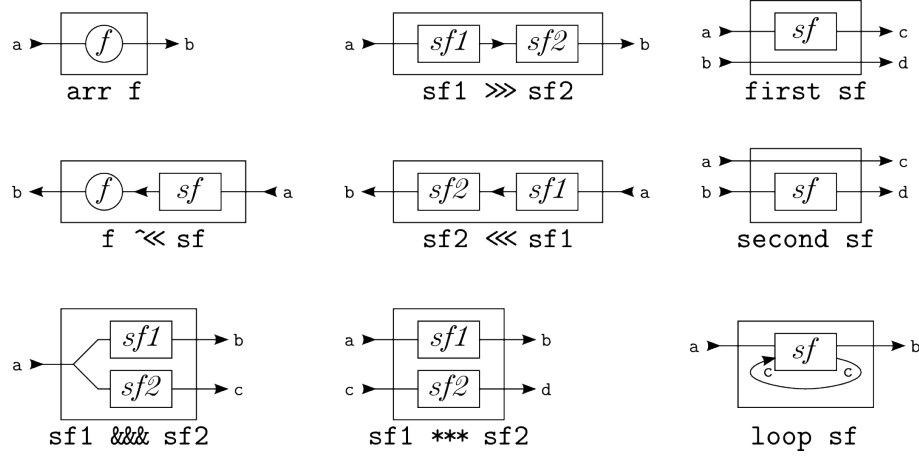 a f b
arr f
a sf1 sf2 b
sf1 >>> sf2
a sf c
b d
first sf
b f sf a
f ^<< sf
b sf2 sf1 a
sf2 <<< sf1
a c
b sf d
second sf
a sf1 b
sf2 c
sf1 &&& sf2
a sf1 b
c sf2 d
sf1 *** sf2
a sf b
c c
loop sf